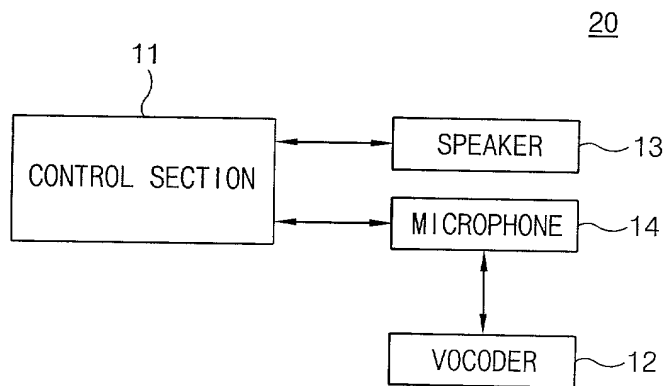 20
11
CONTROL SECTION
SPEAKER
13
MICROPHONE
14
VOCODER
12